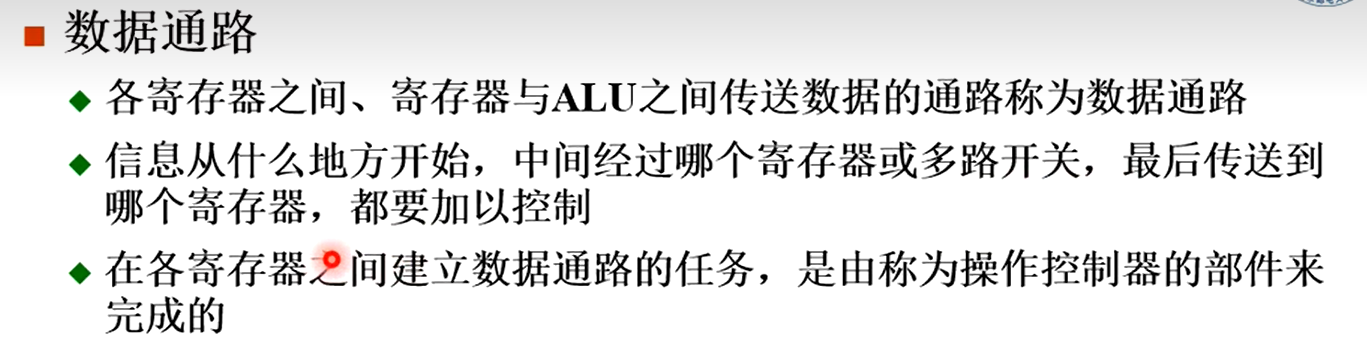 数据通路
各寄存器之间、寄存器与ALU之间传送数据的通路称为数据通路
信息从什么地方开始，中间经过哪个寄存器或多路开关，最后传送到
哪个寄存器，都要加以控制
在各寄存器之间建立数据通路的任务，是由称为操作控制器的部件来
完成的